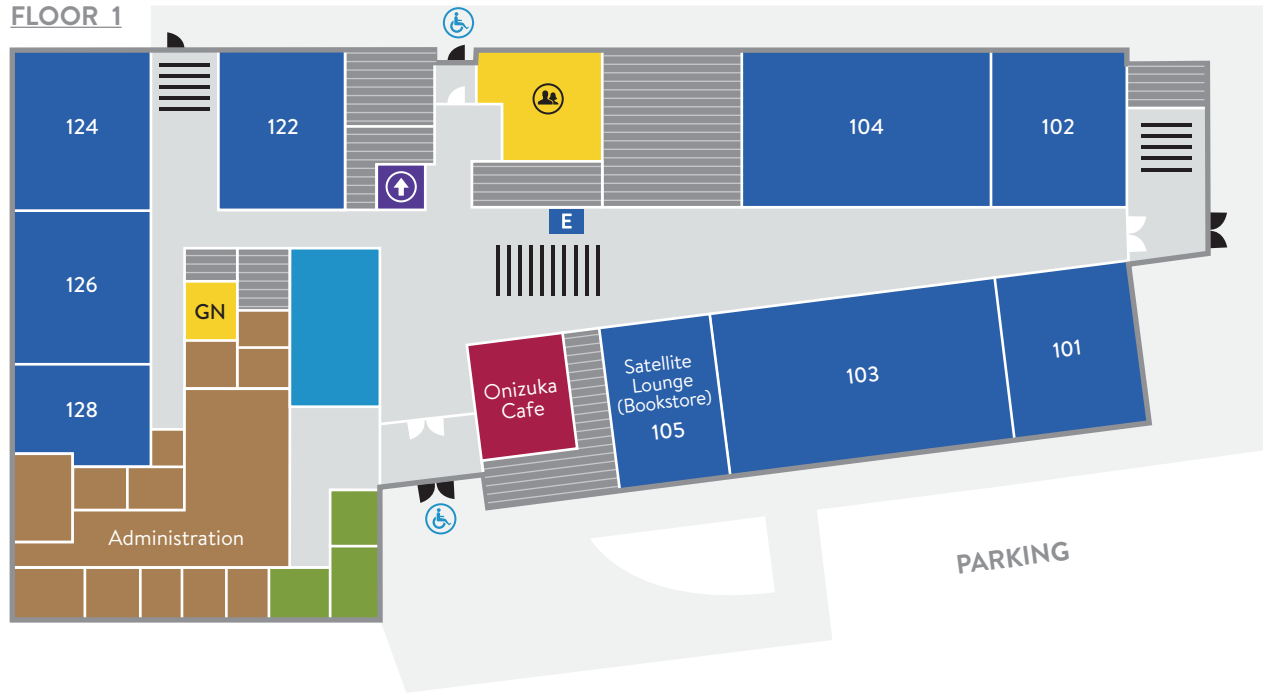 FLOOR 1
124
122
104
102
E
126
GN
128
Onizuka
Cafe
Satellite
Lounge
(Bookstore)
105
103
101
Administration
PARKING